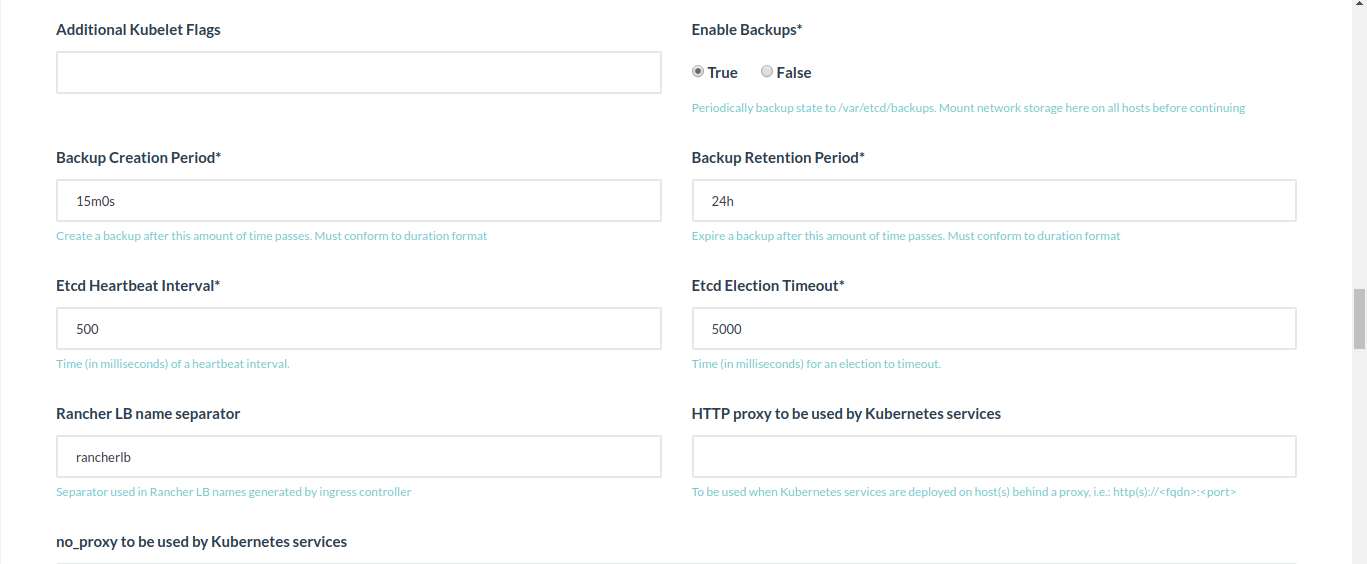 Additional Kubelet Flags
Enable Backups*
True False
Periodically backup state to /var/etcd/backups. Mount network storage here on all hosts before continuing
Backup Creation Period*
15m0s
Create a backup after this amount of time passes. Must conform to duration format
Backup Retention Period*
24h
Expire a backup after this amount of time passes. Must conform to duration format
Etcd Heartbeat Interval*
500
Time (in milliseconds) of a heartbeat interval.
Etcd Election Timeout*
5000
Time (in milliseconds) for an election to timeout.
Rancher LB name separator
rancherlb
Separator used in Rancher LB names generated by ingress controller
HTTP proxy to be used by Kubernetes services
To be used when Kubernetes services are deployed on host(s) behind a proxy, i.e.: http(s)://<fqdn>:<port>
no_proxy to be used by Kubernetes services